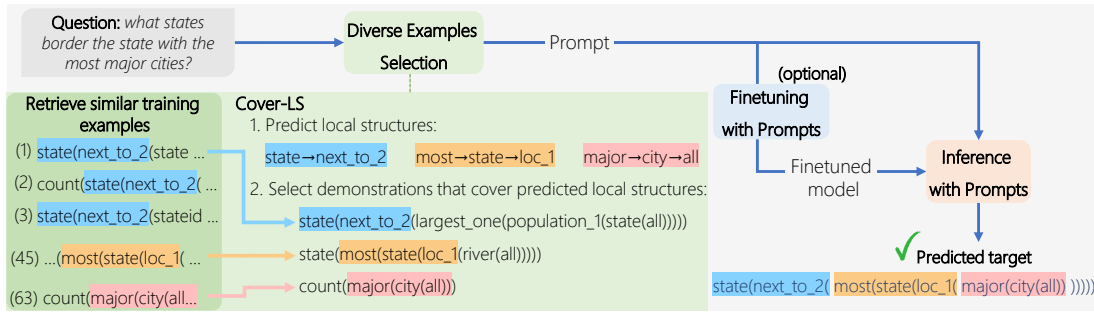 Question: what states
border the state with the
most major cities?
Diverse Examples
Selection
Prompt
(optional)
Finetuning
with Prompts
Finetuned
model
Inference
with Prompts
Predicted target
state(next_to_2( most(state(loc_1( major(city(all)) )))))
Retrieve similar training
examples
(1) state(next_to_2(state ...
(2) count(state(next_to_2( ...
(3) state(next_to_2(stateid ...
(45) ...(most(state(loc_1( ...
(63) count(major(city(all...
Cover-LS
1. Predict local structures:
state→next_to_2 most→state→loc_1 major→city→all
2. Select demonstrations that cover predicted local structures:
state(next_to_2(largest_one(population_1(state(all)))))
state(most(state(loc_1(river(all)))))
count(major(city(all)))